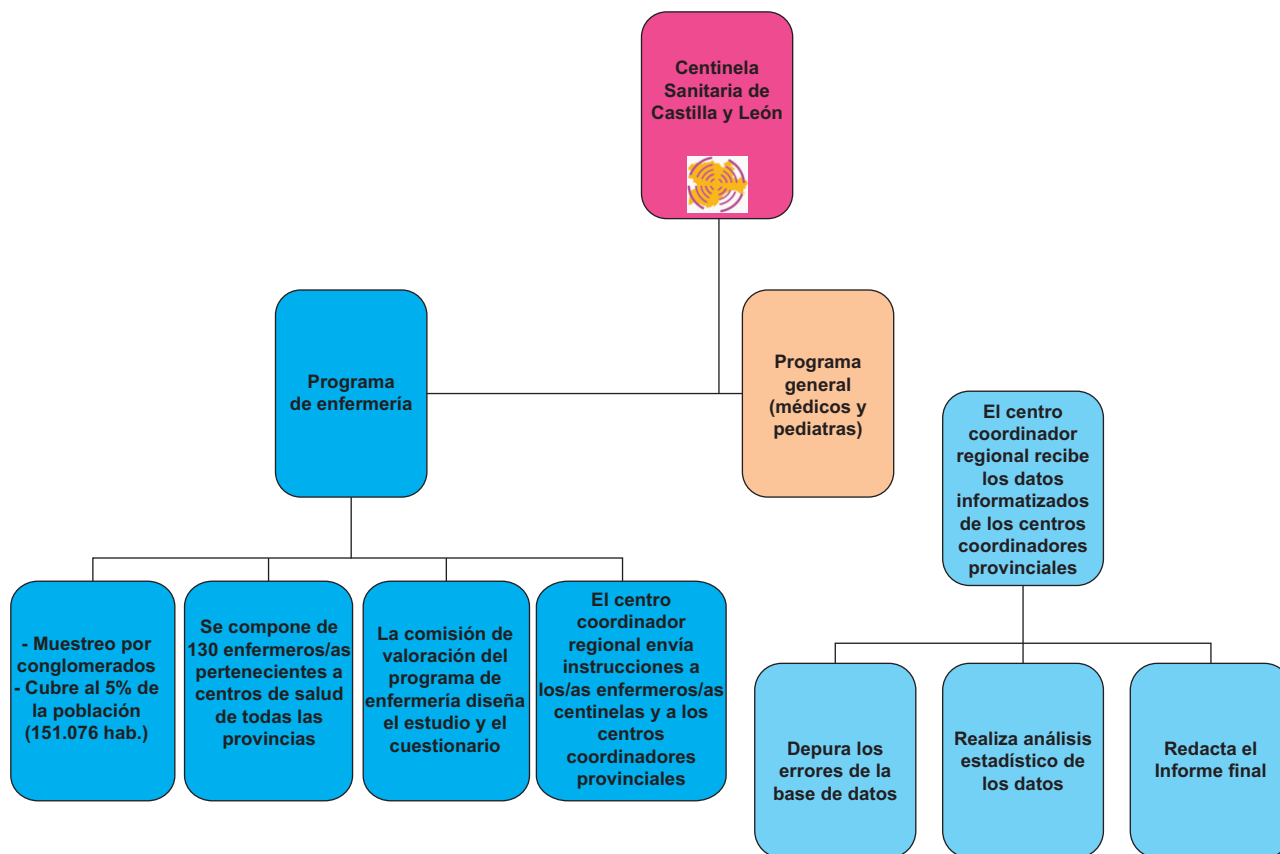 Centinela
Sanitaria de
Castilla y León
Programa
de enfermería
Programa
general
(médicos y
pediatras)
El centro
coordinador
regional recibe
los datos
informatizados
de los centros
coordinadores
provinciales
- Muestreo por
conglomerados
- Cubre al 5% de
la población
(151.076 hab.)
Se compone de
130 enfermeros/as
pertenecientes a
centros de salud
de todas las
provincias
La comisión de
valoración del
programa de
enfermería diseña
el estudio y el
cuestionario
El centro
coordinador
regional envía
instrucciones a
los/as enfermeros/as
centinelas y a los
centros
coordinadores
provinciales
Depura los
errores de la
base de datos
Realiza análisis
estadístico de
los datos
Redacta el
Informe final